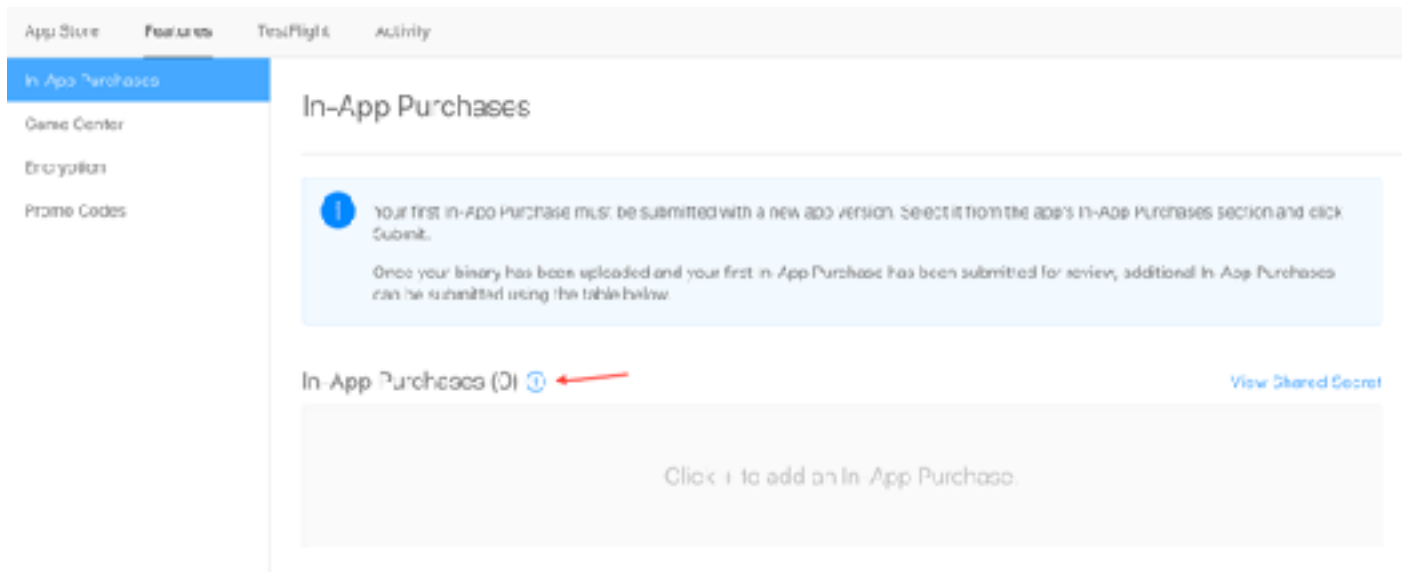 App Store Features TestFlight Activity
In-App Purchases
Game Center
Encryption
Promo Codes
In-App Purchases
Your first In-App Purchase must be submitted with a new app version. Select it from the app's In-App Purchases section and click
Submit.
Once your binary has been uploaded and your first In-App Purchase has been submitted for review, additional In-App Purchases
can be submitted using the table below.
In-App Purchases (0) +
View Shared Secret
Click + to add an In-App Purchase.